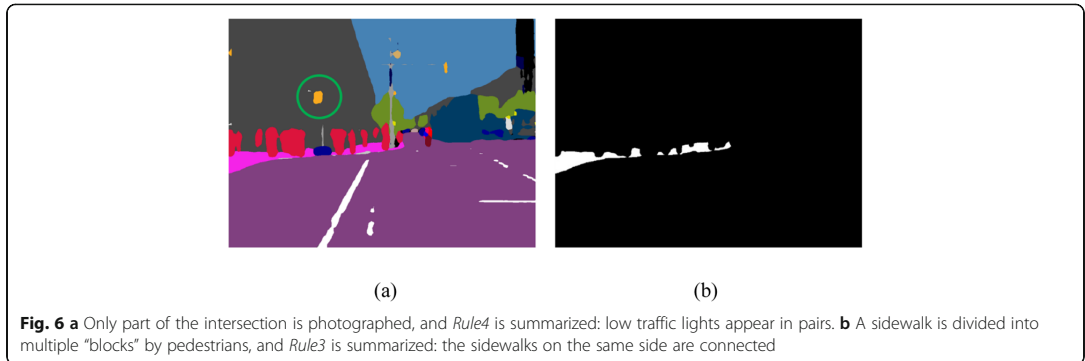 (a)
(b)
Fig. 6 a Only part of the intersection is photographed, and Rule4 is summarized: low traffic lights appear in pairs. b A sidewalk is divided into
multiple “blocks” by pedestrians, and Rule3 is summarized: the sidewalks on the same side are connected